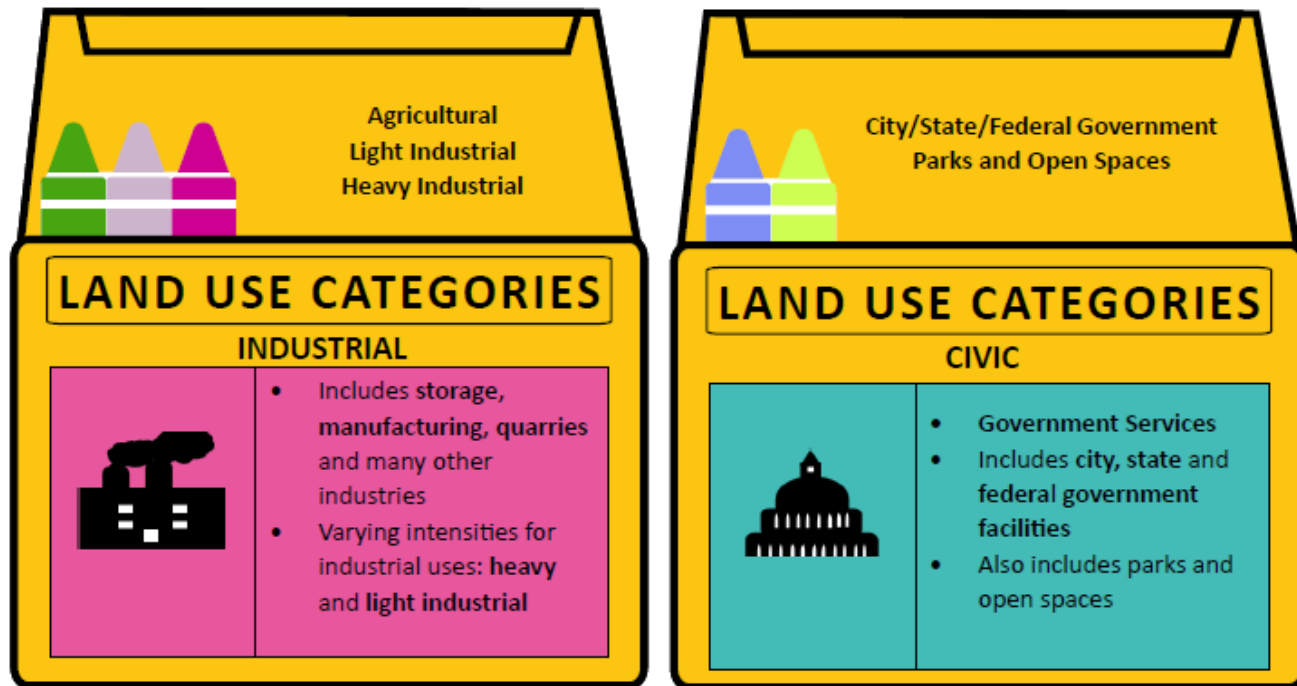 Agricultural
Light Industrial
Heavy Industrial
LAND USE CATEGORIES
INDUSTRIAL
• Includes storage,
manufacturing, quarries
and many other
industries
• Varying intensities for
industrial uses: heavy
and light industrial
City/State/Federal Government
Parks and Open Spaces
LAND USE CATEGORIES
CIVIC
• Government Services
• Includes city, state and
federal government
facilities
• Also includes parks and
open spaces